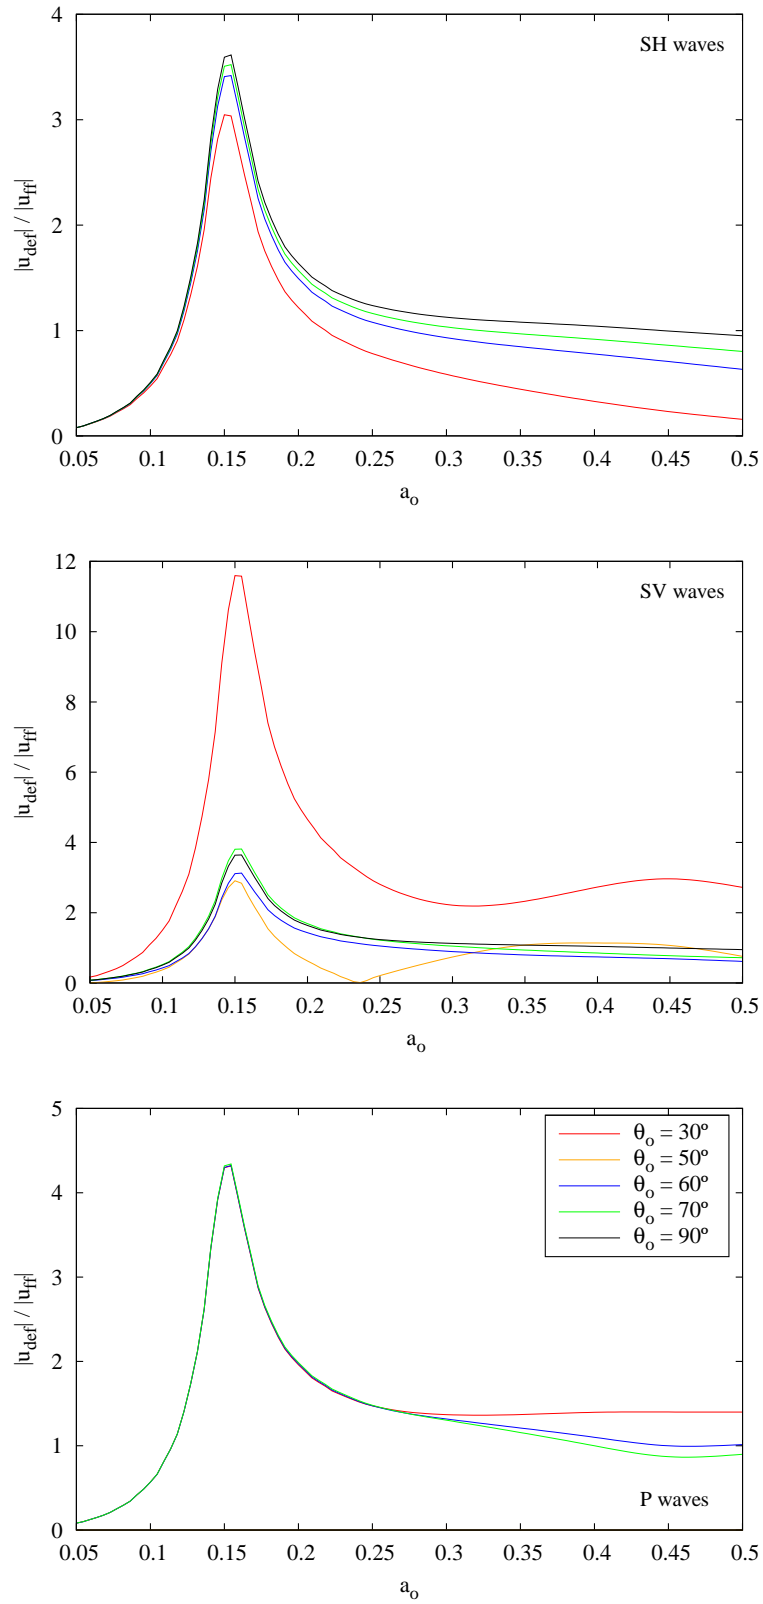 4
SH waves
3
|u_def| / |u_ff|
2
1
0
0.05 0.1 0.15 0.2 0.25 0.3 0.35 0.4 0.45 0.5
a_o
12
SV waves
10
8
|u_def| / |u_ff|
6
4
2
0
0.05 0.1 0.15 0.2 0.25 0.3 0.35 0.4 0.45 0.5
a_o
5
θ_o = 30º
θ_o = 50º
4
θ_o = 60º
θ_o = 70º
θ_o = 90º
3
|u_def| / |u_ff|
2
1
P waves
0
0.05 0.1 0.15 0.2 0.25 0.3 0.35 0.4 0.45 0.5
a_o